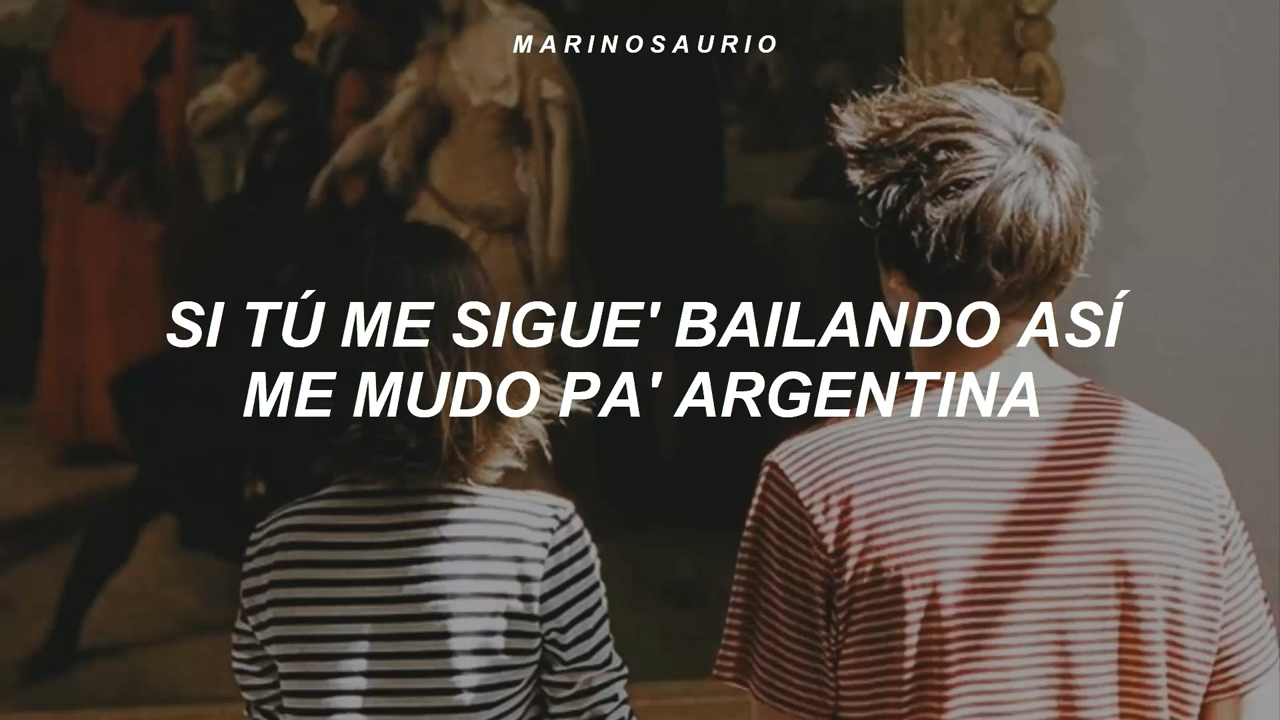 MARINOSAURIO
SI TÚ ME SIGUE' BAILANDO ASÍ
ME MUDO PA' ARGENTINA